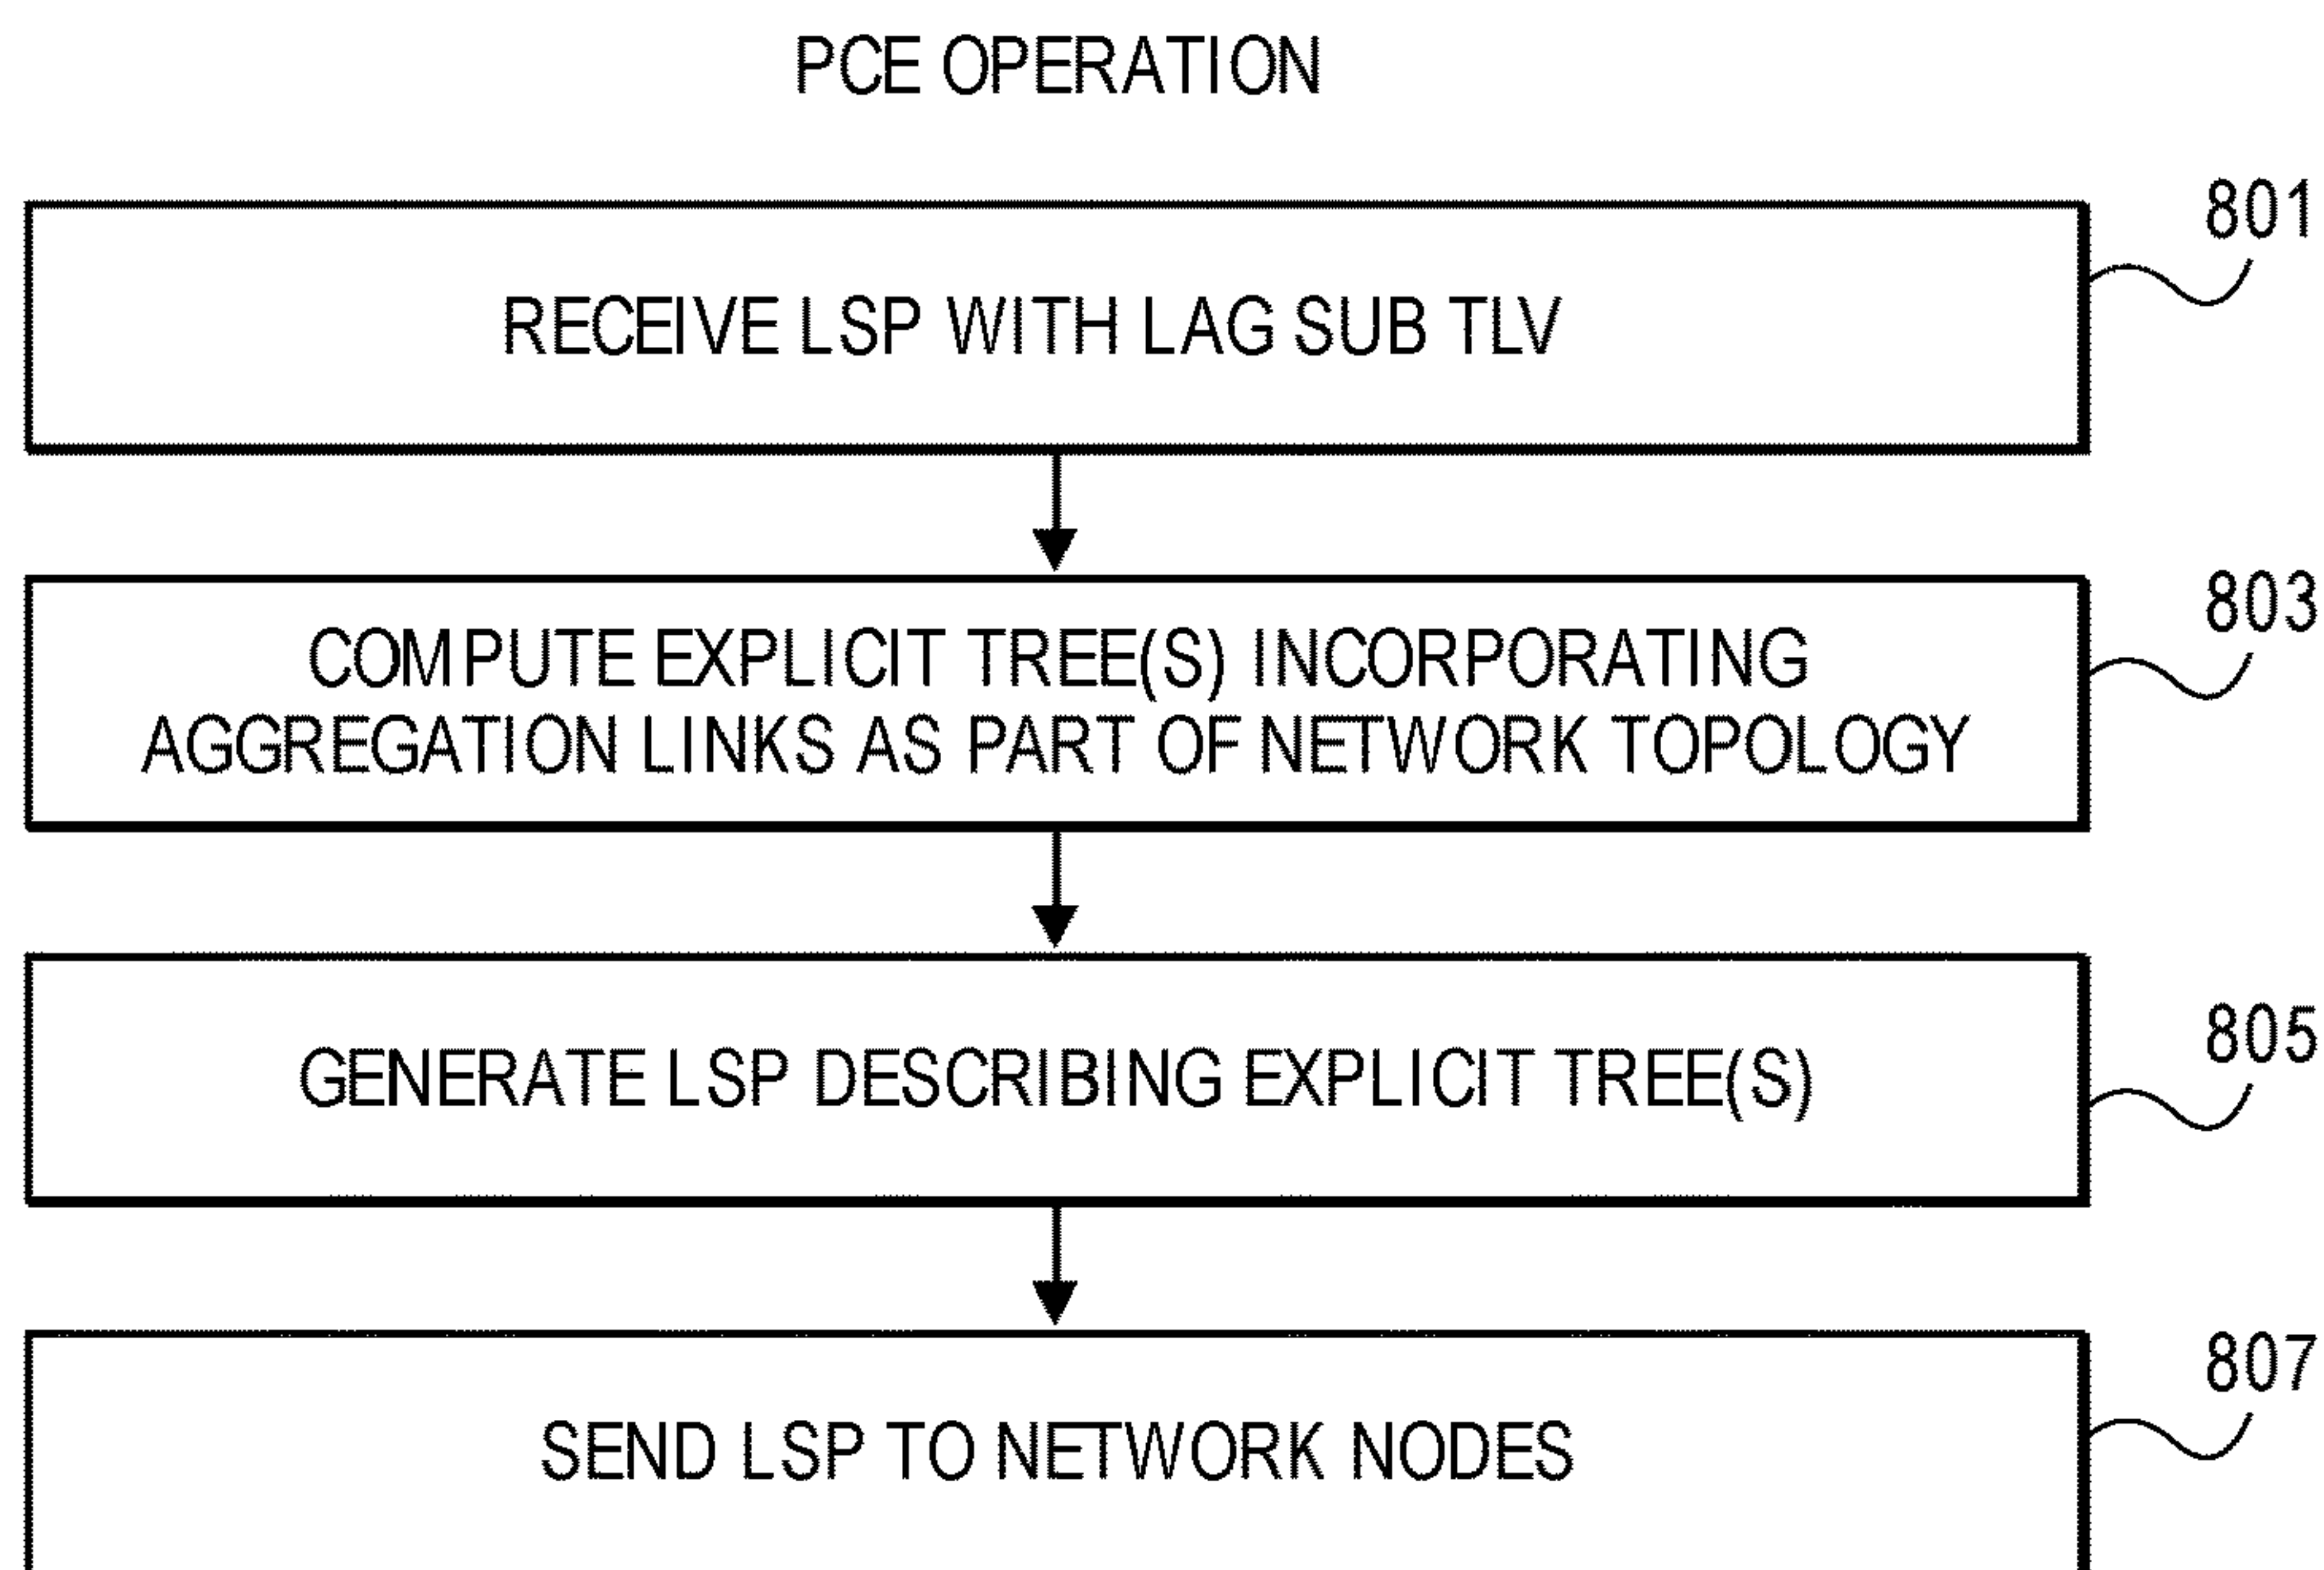 PCE OPERATION
801
RECEIVE LSP WITH LAG SUB TLV
803
COMPUTE EXPLICIT TREE(S) INCORPORATING
AGGREGATION LINKS AS PART OF NETWORK TOPOLOGY
805
GENERATE LSP DESCRIBING EXPLICIT TREE(S)
807
SEND LSP TO NETWORK NODES